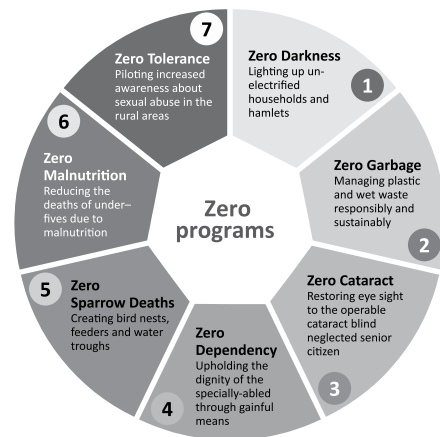 Zero
programs
1
Zero Darkness
Lighting up un-
electrified
households and
hamlets
2
Zero Garbage
Managing plastic
and wet waste
responsibly and
sustainably
3
Zero Cataract
Restoring eye sight
to the operable
cataract blind
neglected senior
citizen
4
Zero
Dependency
Upholding the
dignity of the
specially-abled
through gainful
means
5
Zero
Sparrow Deaths
Creating bird nests,
feeders and water
troughs
6
Zero
Malnutrition
Reducing the
deaths of under–
fives due to
malnutrition
7
Zero Tolerance
Piloting increased
awareness about
sexual abuse in the
rural areas